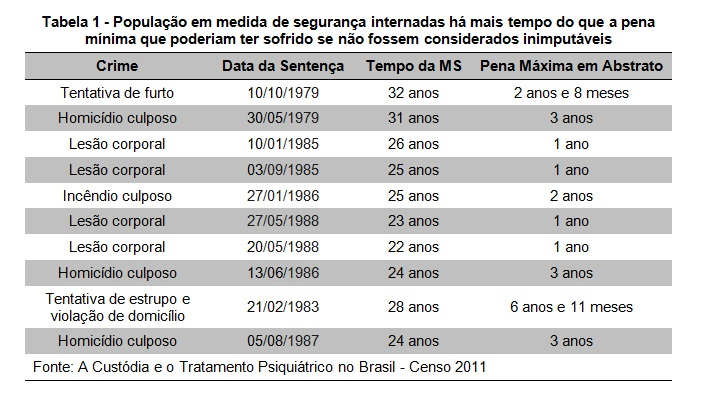 Tabela 1 - População em medida de segurança internadas há mais tempo do que a pena
mínima que poderiam ter sofrido se não fossem considerados inimputáveis
Crime Data da Sentença Tempo da MS Pena Máxima em Abstrato
Tentativa de furto 10/10/1979 32 anos 2 anos e 8 meses
Homicídio culposo 30/05/1979 31 anos 3 anos
Lesão corporal 10/01/1985 26 anos 1 ano
Lesão corporal 03/09/1985 25 anos 1 ano
Incêndio culposo 27/01/1986 25 anos 2 anos
Lesão corporal 27/05/1988 23 anos 1 ano
Lesão corporal 20/05/1988 22 anos 1 ano
Homicídio culposo 13/06/1986 24 anos 3 anos
Tentativa de estrupo e
violação de domicílio 21/02/1983 28 anos 6 anos e 11 meses
Homicídio culposo 05/08/1987 24 anos 3 anos
Fonte: A Custódia e o Tratamento Psiquiátrico no Brasil - Censo 2011